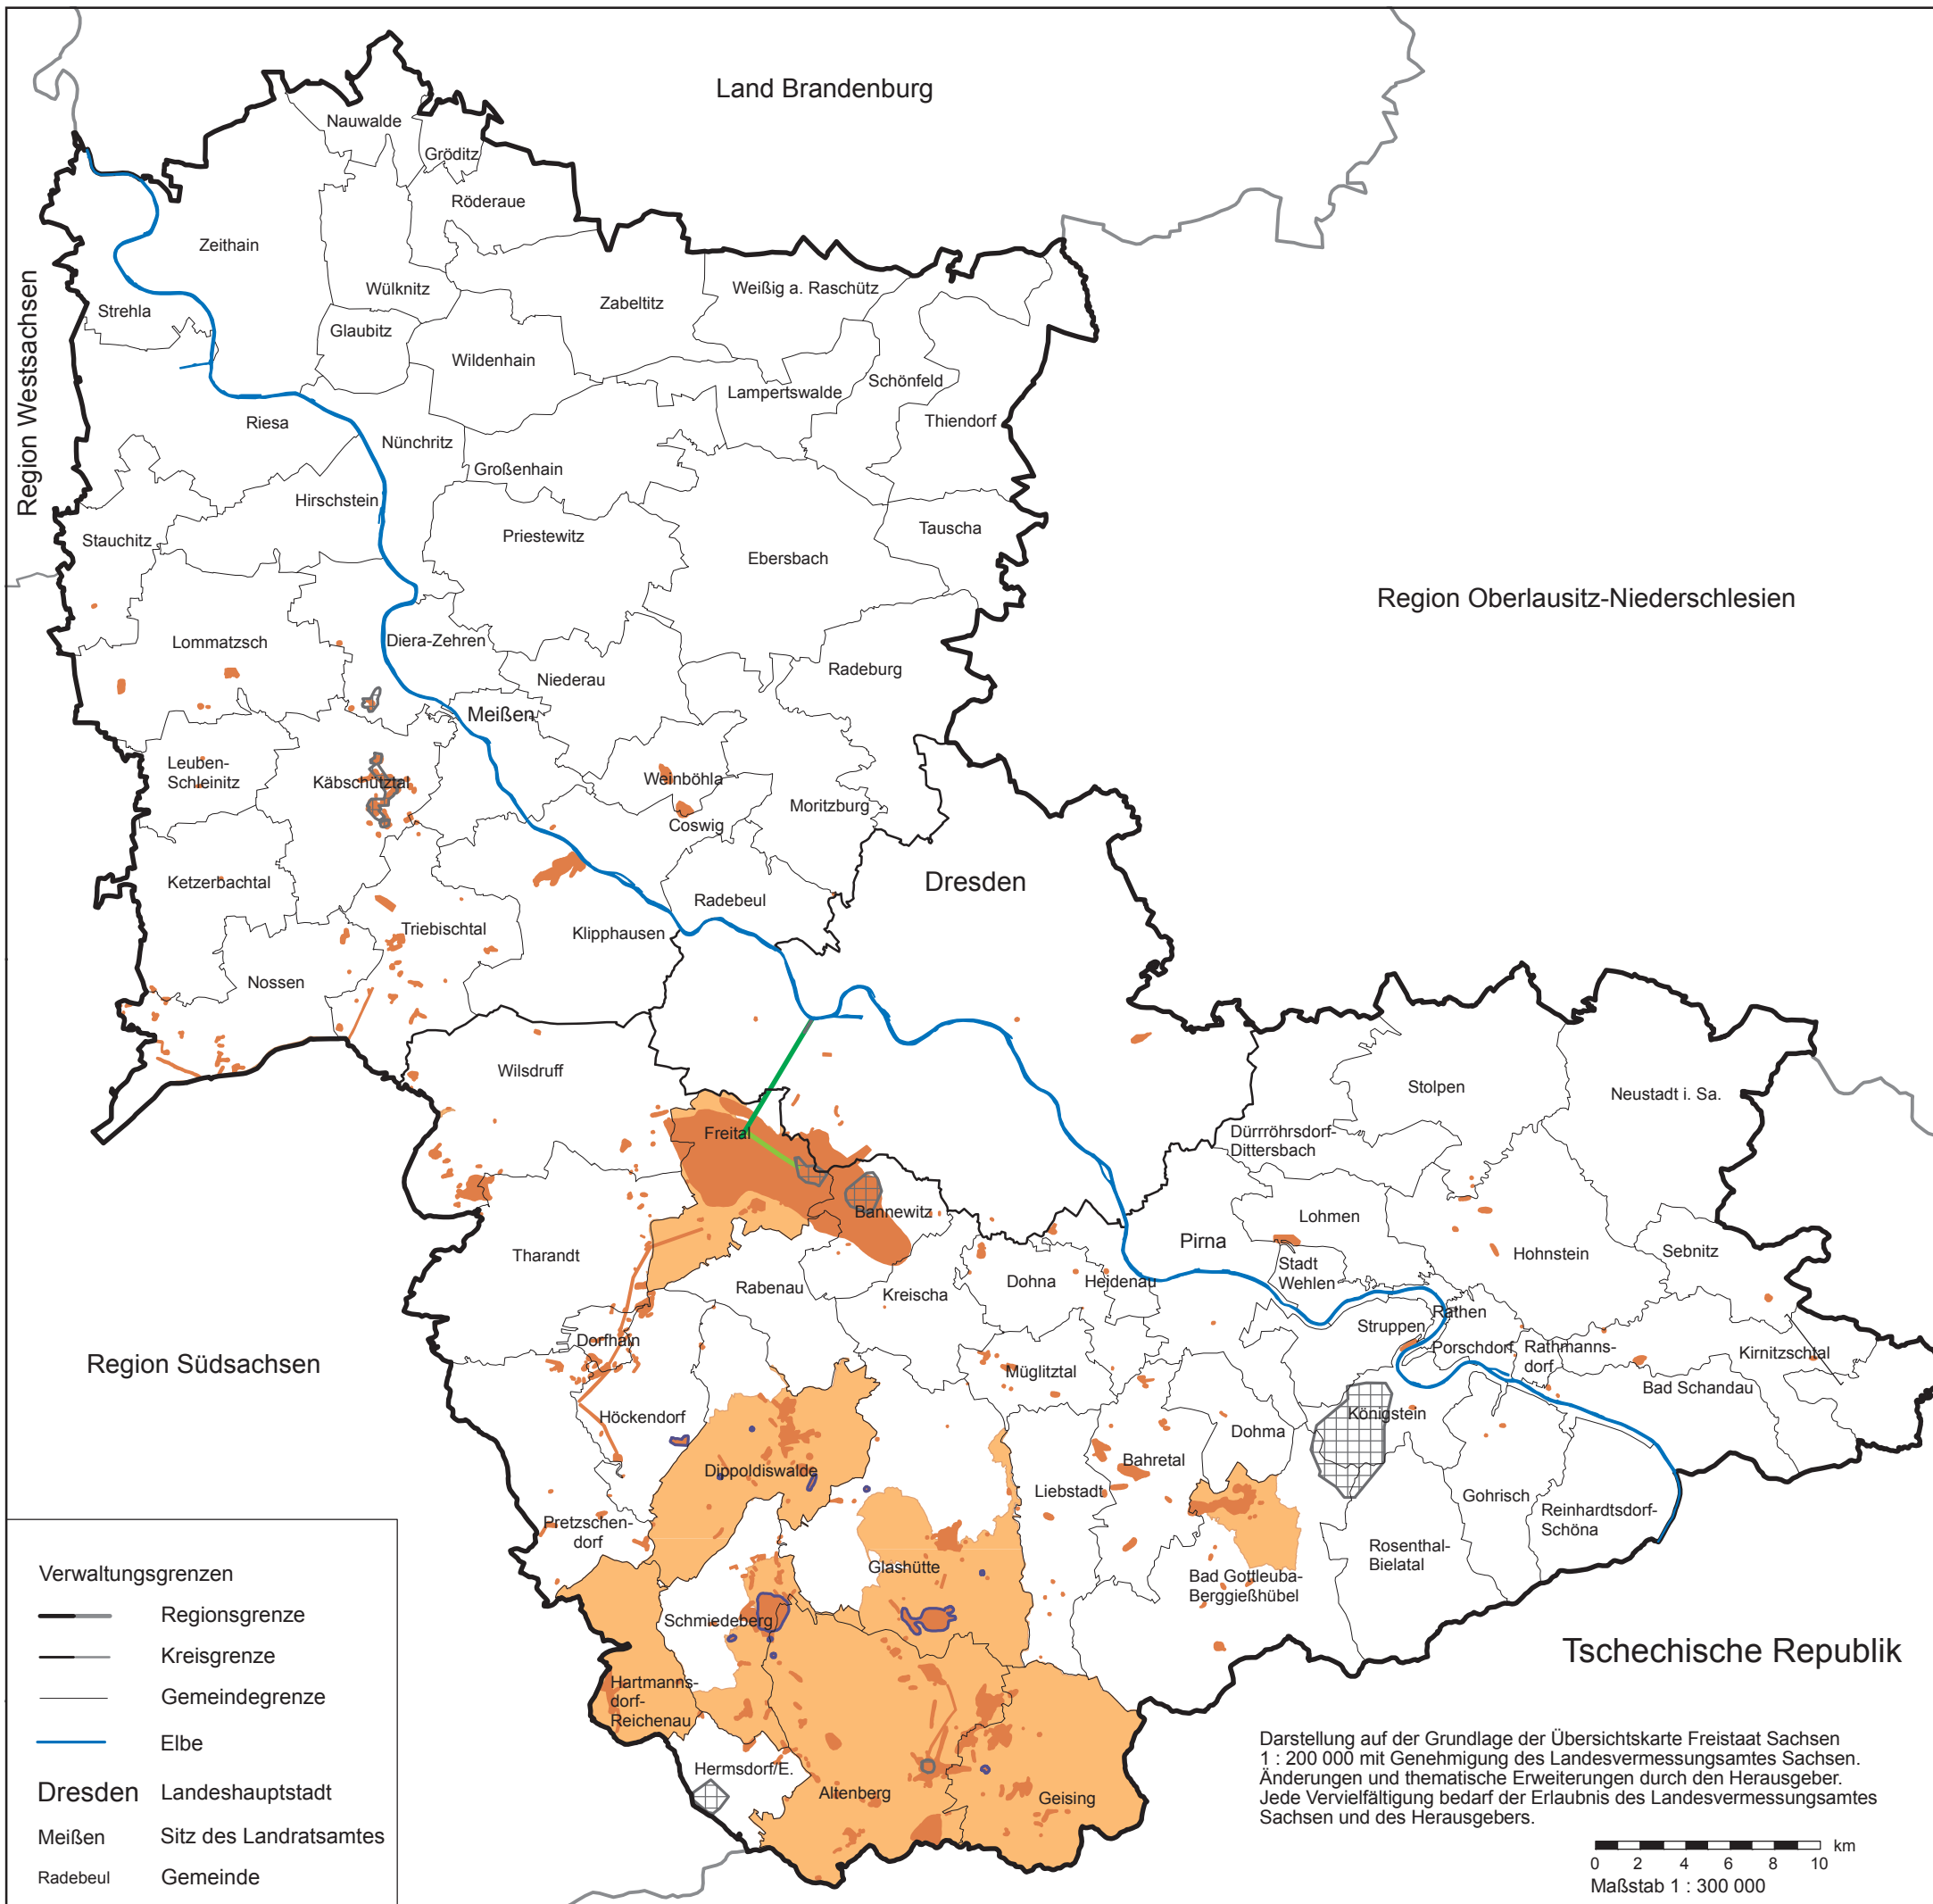 Land Brandenburg
Nauwalde
Gröditz
Röderaue
Zeithain
Region Westsachsen
Strehla
Wülknitz
Glaubitz
Zabeltitz
Weißig a. Raschütz
Wildenhain
Lampertswalde
Schönfeld
Thiendorf
Riesa
Nünchritz
Großenhain
Hirschstein
Stauchitz
Priestewitz
Ebersbach
Tauscha
Region Oberlausitz-Niederschlesien
Lommatzsch
Diera-Zehren
Niederau
Radeburg
Meißen
Leuben-
Schleinitz
Käbschütztal
Weinböhla
Moritzburg
Coswig
Ketzerbachtal
Dresden
Radebeul
Triebischtal
Klipphausen
Nossen
Wilsdruff
Stolpen
Neustadt i. Sa.
Freital
Dürrröhrsdorf-
Dittersbach
Bannewitz
Lohmen
Pirna
Tharandt
Hohnstein
Sebnitz
Stadt
Wehlen
Rabenau
Kreischa
Dohna
Heidenau
Rathen
Struppen
Dorfhain
Porschdorf
Rathmanns-
dorf
Kirnitzschtal
Region Südsachsen
Müglitztal
Bad Schandau
Höckendorf
Königstein
Dohma
Dippoldiswalde
Bahretal
Liebstadt
Gohrisch
Reinhardtsdorf-
Schöna
Pretzschen-
dorf
Rosenthal-
Bielatal
Glashütte
Bad Gottleuba-
Berggießhübel
Schmiedeberg
Tschechische Republik
Hartmanns-
dorf-
Reichenau
Hermsdorf/E.
Altenberg
Geising
Verwaltungsgrenzen
Regionsgrenze
Kreisgrenze
Gemeindegrenze
Elbe
Dresden Landeshauptstadt
Meißen Sitz des Landratsamtes
Radebeul Gemeinde
Darstellung auf der Grundlage der Übersichtskarte Freistaat Sachsen
1 : 200 000 mit Genehmigung des Landesvermessungsamtes Sachsen.
Änderungen und thematische Erweiterungen durch den Herausgeber.
Jede Vervielfältigung bedarf der Erlaubnis des Landesvermessungsamtes
Sachsen und des Herausgebers.
km
0 2 4 6 8 10
Maßstab 1 : 300 000